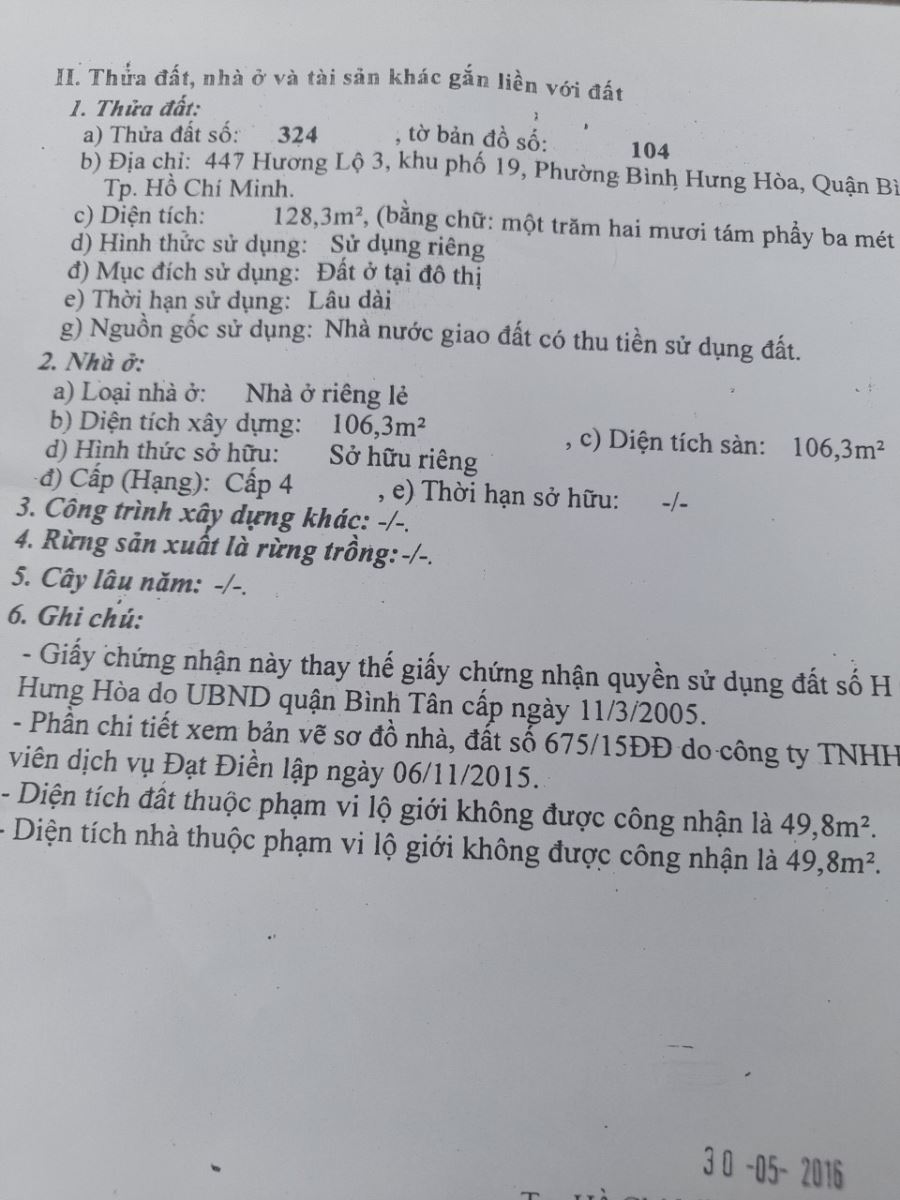 II. Thửa đất, nhà ở và tài sản khác gắn liền với đất
1. Thửa đất:
a) Thửa đất số: 324 , tờ bản đồ số: 104
b) Địa chỉ: 447 Hương Lộ 3, khu phố 19, Phường Bình Hưng Hòa, Quận Bì
Tp. Hồ Chí Minh.
c) Diện tích: 128,3m², (bằng chữ: một trăm hai mươi tám phẩy ba mét
d) Hình thức sử dụng: Sử dụng riêng
đ) Mục đích sử dụng: Đất ở tại đô thị
e) Thời hạn sử dụng: Lâu dài
g) Nguồn gốc sử dụng: Nhà nước giao đất có thu tiền sử dụng đất.
2. Nhà ở:
a) Loại nhà ở: Nhà ở riêng lẻ
b) Diện tích xây dựng: 106,3m² , c) Diện tích sàn: 106,3m²
d) Hình thức sở hữu: Sở hữu riêng
đ) Cấp (Hạng): Cấp 4 , e) Thời hạn sở hữu: -/-
3. Công trình xây dựng khác: -/-.
4. Rừng sản xuất là rừng trồng: -/-.
5. Cây lâu năm: -/-.
6. Ghi chú:
- Giấy chứng nhận này thay thế giấy chứng nhận quyền sử dụng đất số H
Hưng Hòa do UBND quận Bình Tân cấp ngày 11/3/2005.
- Phần chi tiết xem bản vẽ sơ đồ nhà, đất số 675/15ĐĐ do công ty TNHH
viên dịch vụ Đạt Điền lập ngày 06/11/2015.
- Diện tích đất thuộc phạm vi lộ giới không được công nhận là 49,8m².
- Diện tích nhà thuộc phạm vi lộ giới không được công nhận là 49,8m².
30 -05- 2016